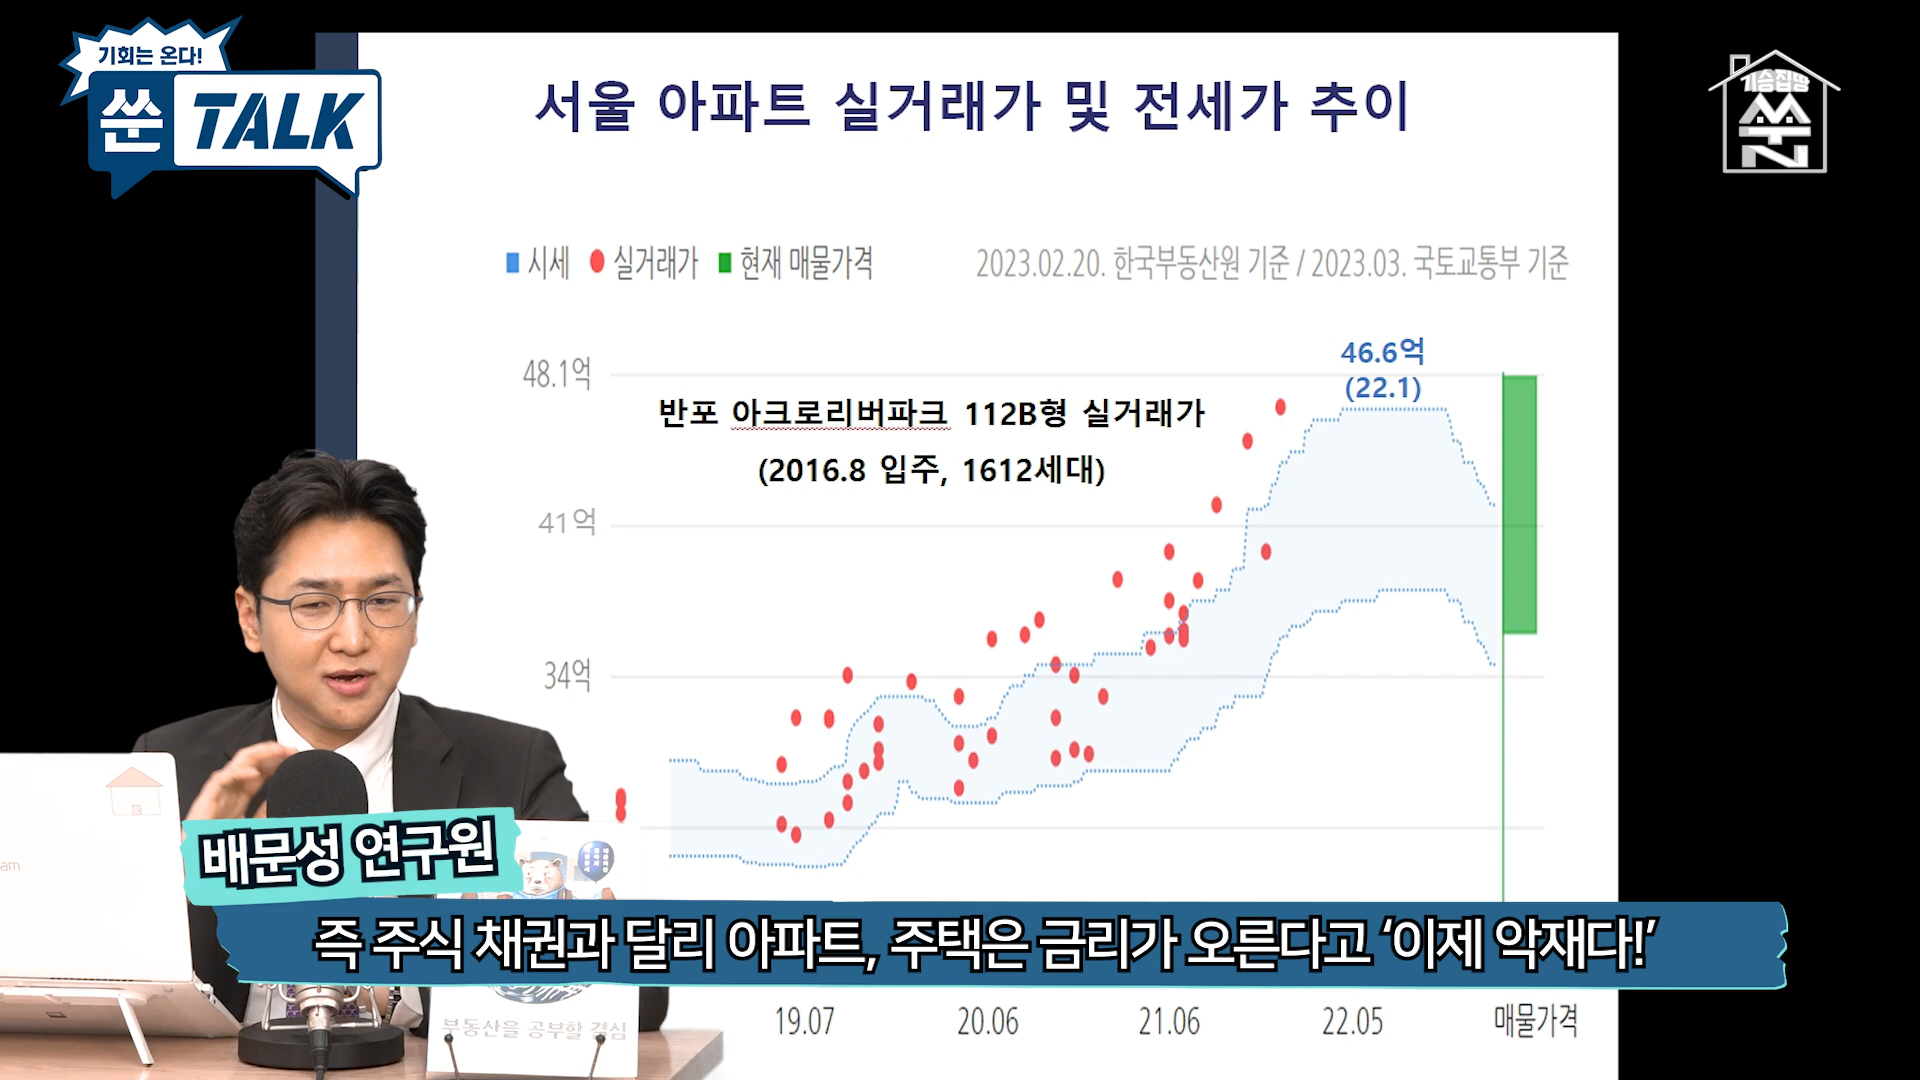 기회는 온다!
쑨 TALK
기승집땅
쑤N
서울 아파트 실거래가 및 전세가 추이
시세 실거래가 현재 매물가격
2023.02.20. 한국부동산원 기준 / 2023.03. 국토교통부 기준
46.6억
(22.1)
48.1억
반포 아크로리버파크 112B형 실거래가
(2016.8 입주, 1612세대)
41억
34억
am
배문성 연구원
즉 주식 채권과 달리 아파트, 주택은 금리가 오른다고 '이제 악재다!'
부동산을 공부할 결심
19.07 20.06 21.06 22.05 매물가격